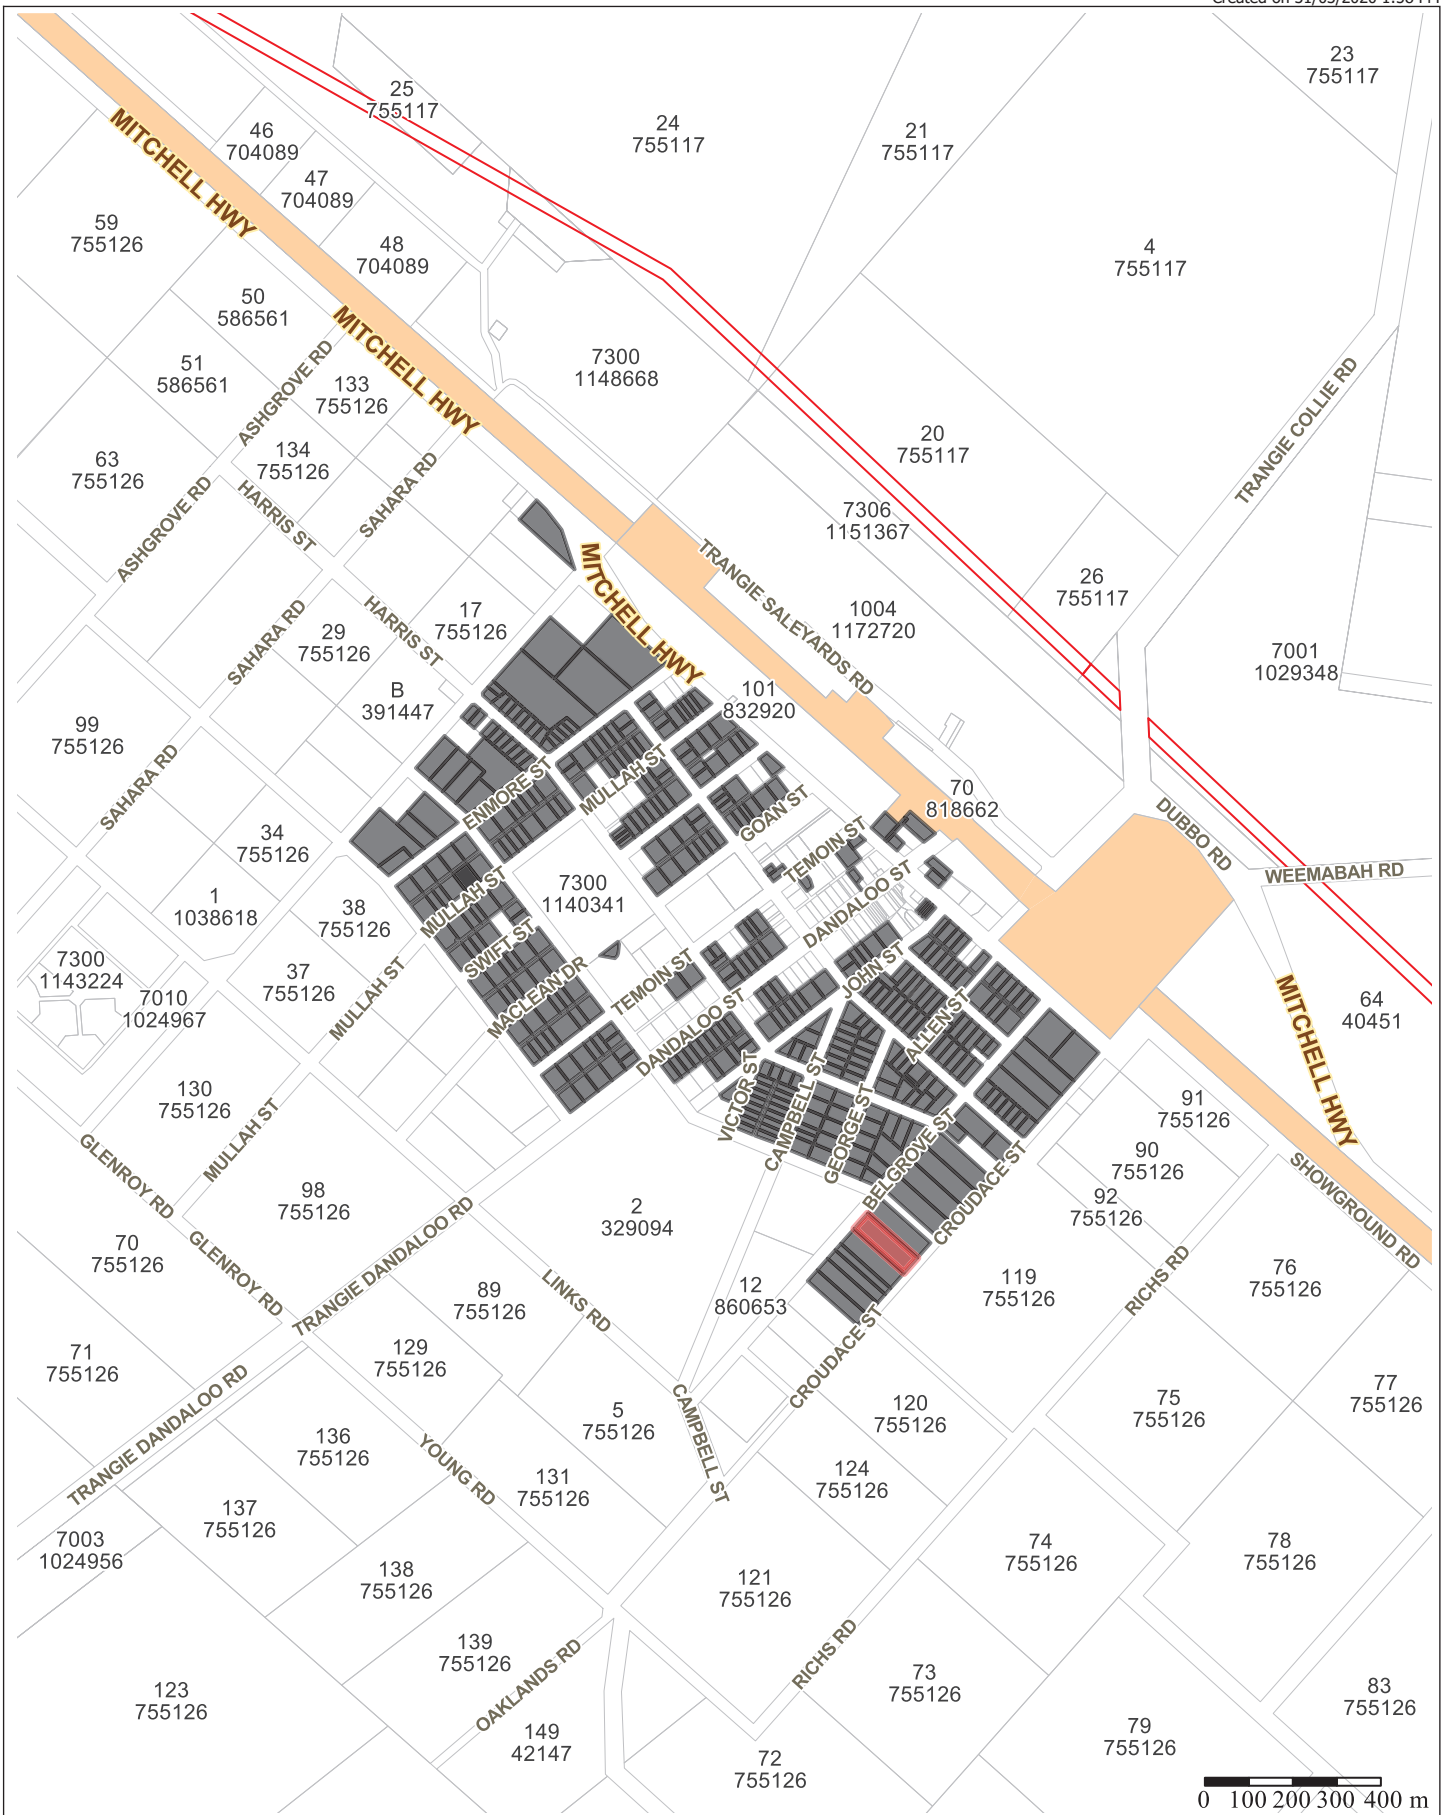 23
755117
25
755117
24
755117
21
755117
46
704089
MITCHELL HWY
47
704089
59
755126
48
704089
4
755117
50
586561
MITCHELL HWY
51
586561
ASHGROVE RD
133
755126
7300
1148668
TRANGIE COLLIE RD
63
755126
134
755126
SAHARA RD
20
755117
ASHGROVE RD
HARRIS ST
7306
1151367
TRANGIE SALEYARDS RD
MITCHELL HWY
26
755117
SAHARA RD
29
755126
HARRIS ST
17
755126
1004
1172720
7001
1029348
B
391447
101
832920
99
755126
SAHARA RD
ENMORE ST
MULLAH ST
GOAN ST
70
818662
34
755126
TEMOIN ST
DUBBO RD
WEEMABAH RD
1
1038618
38
755126
MULLAH ST
7300
1140341
DANDALOO ST
7300
1143224
SWIFT ST
37
755126
MULLAH ST
MACLEAN DR
TEMOIN ST
JOHN ST
7010
1024967
DANDALOO ST
ALLEN ST
MITCHELL HWY
64
40451
130
755126
MULLAH ST
VICTOR ST
CAMPBELL ST
GEORGE ST
BELGROVE ST
CROUDACE ST
91
755126
90
755126
92
755126
GLENROY RD
98
755126
2
329094
SHOWGROUND RD
70
755126
GLENROY RD
TRANGIE DANDALOO RD
LINKS RD
89
755126
12
860653
119
755126
RICHS RD
76
755126
71
755126
129
755126
CROUDACE ST
TRANGIE DANDALOO RD
5
755126
CAMPBELL ST
120
755126
75
755126
77
755126
136
755126
YOUNG RD
131
755126
124
755126
137
755126
7003
1024956
138
755126
121
755126
74
755126
78
755126
139
755126
OAKLANDS RD
RICHS RD
73
755126
123
755126
83
755126
149
42147
72
755126
79
755126
0 100 200 300 400 m